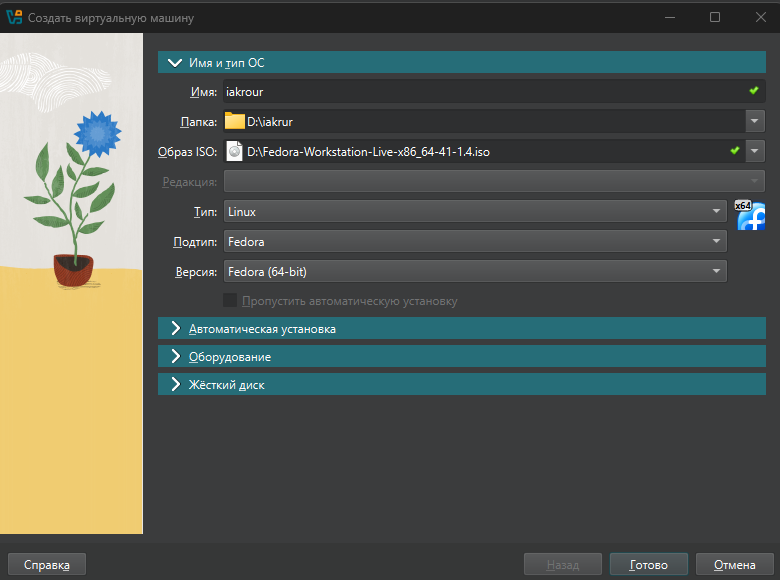 Создать виртуальную машину
Имя и тип ОС
Имя: iakrour
Папка: D:\iakrur
Образ ISO: D:\Fedora-Workstation-Live-x86_64-41-1.4.iso
Редакция:
Тип: Linux
x64
Подтип: Fedora
Версия: Fedora (64-bit)
Пропустить автоматическую установку
Автоматическая установка
Оборудование
Жёсткий диск
Справка Назад Готово Отмена